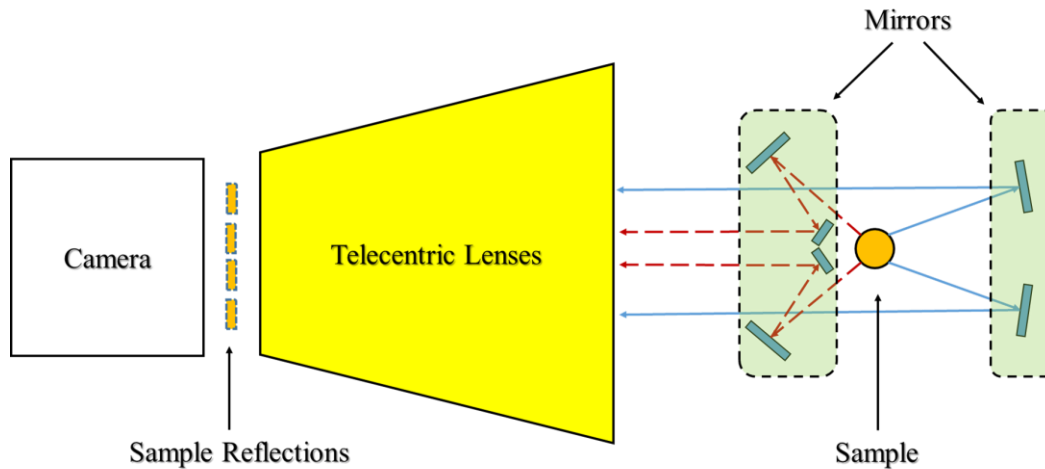 Mirrors
Camera
Telecentric Lenses
Sample Reflections
Sample